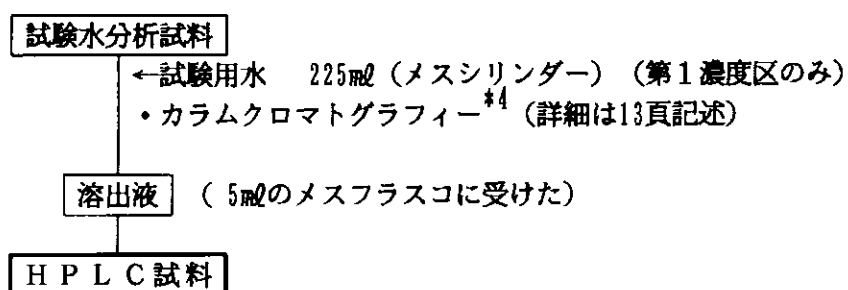 試験水分析試料
←試験用水 225㎖(メスシリンダー)(第1濃度区のみ)
・カラムクロマトグラフィー*4(詳細は13頁記述)
溶出液 ( 5㎖のメスフラスコに受けた)
HPLC試料